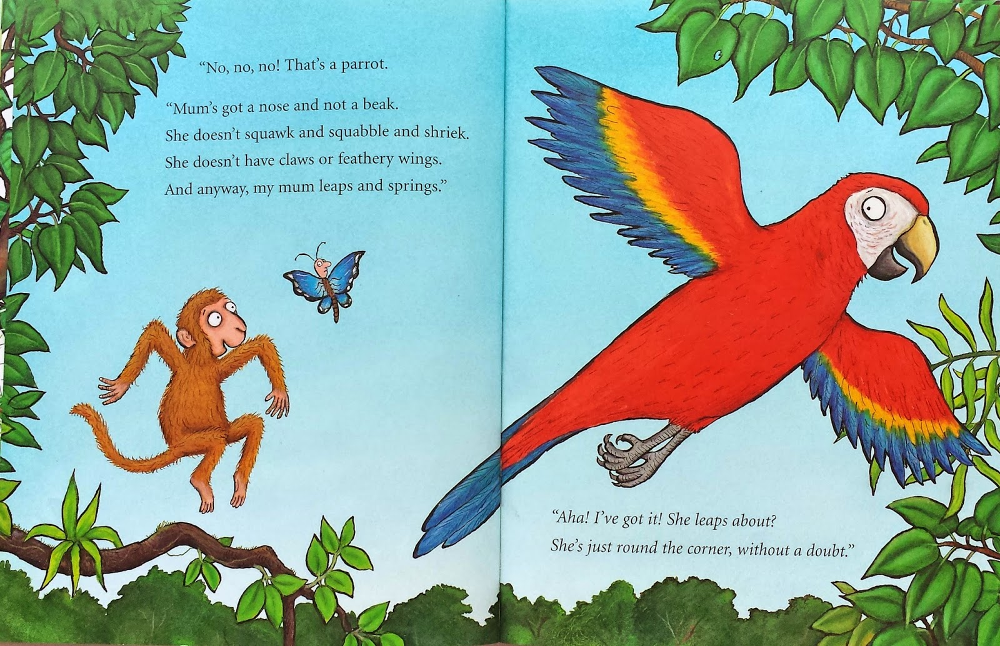 “No, no, no! That’s a parrot.
“Mum’s got a nose and not a beak.
She doesn’t squawk and squabble and shriek.
She doesn’t have claws or feathery wings.
And anyway, my mum leaps and springs.”
“Aha! I’ve got it! She leaps about?
She’s just round the corner, without a doubt.”